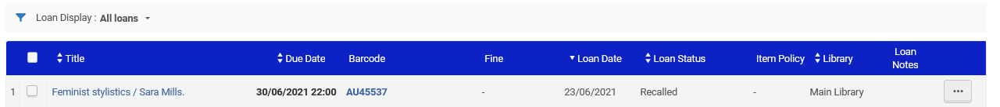 Loan Display : All loans
Title Due Date Barcode Fine Loan Date Loan Status Item Policy Library Loan Notes
1 Feminist stylistics / Sara Mills. 30/06/2021 22:00 AU45537 - 23/06/2021 Recalled - Main Library ...